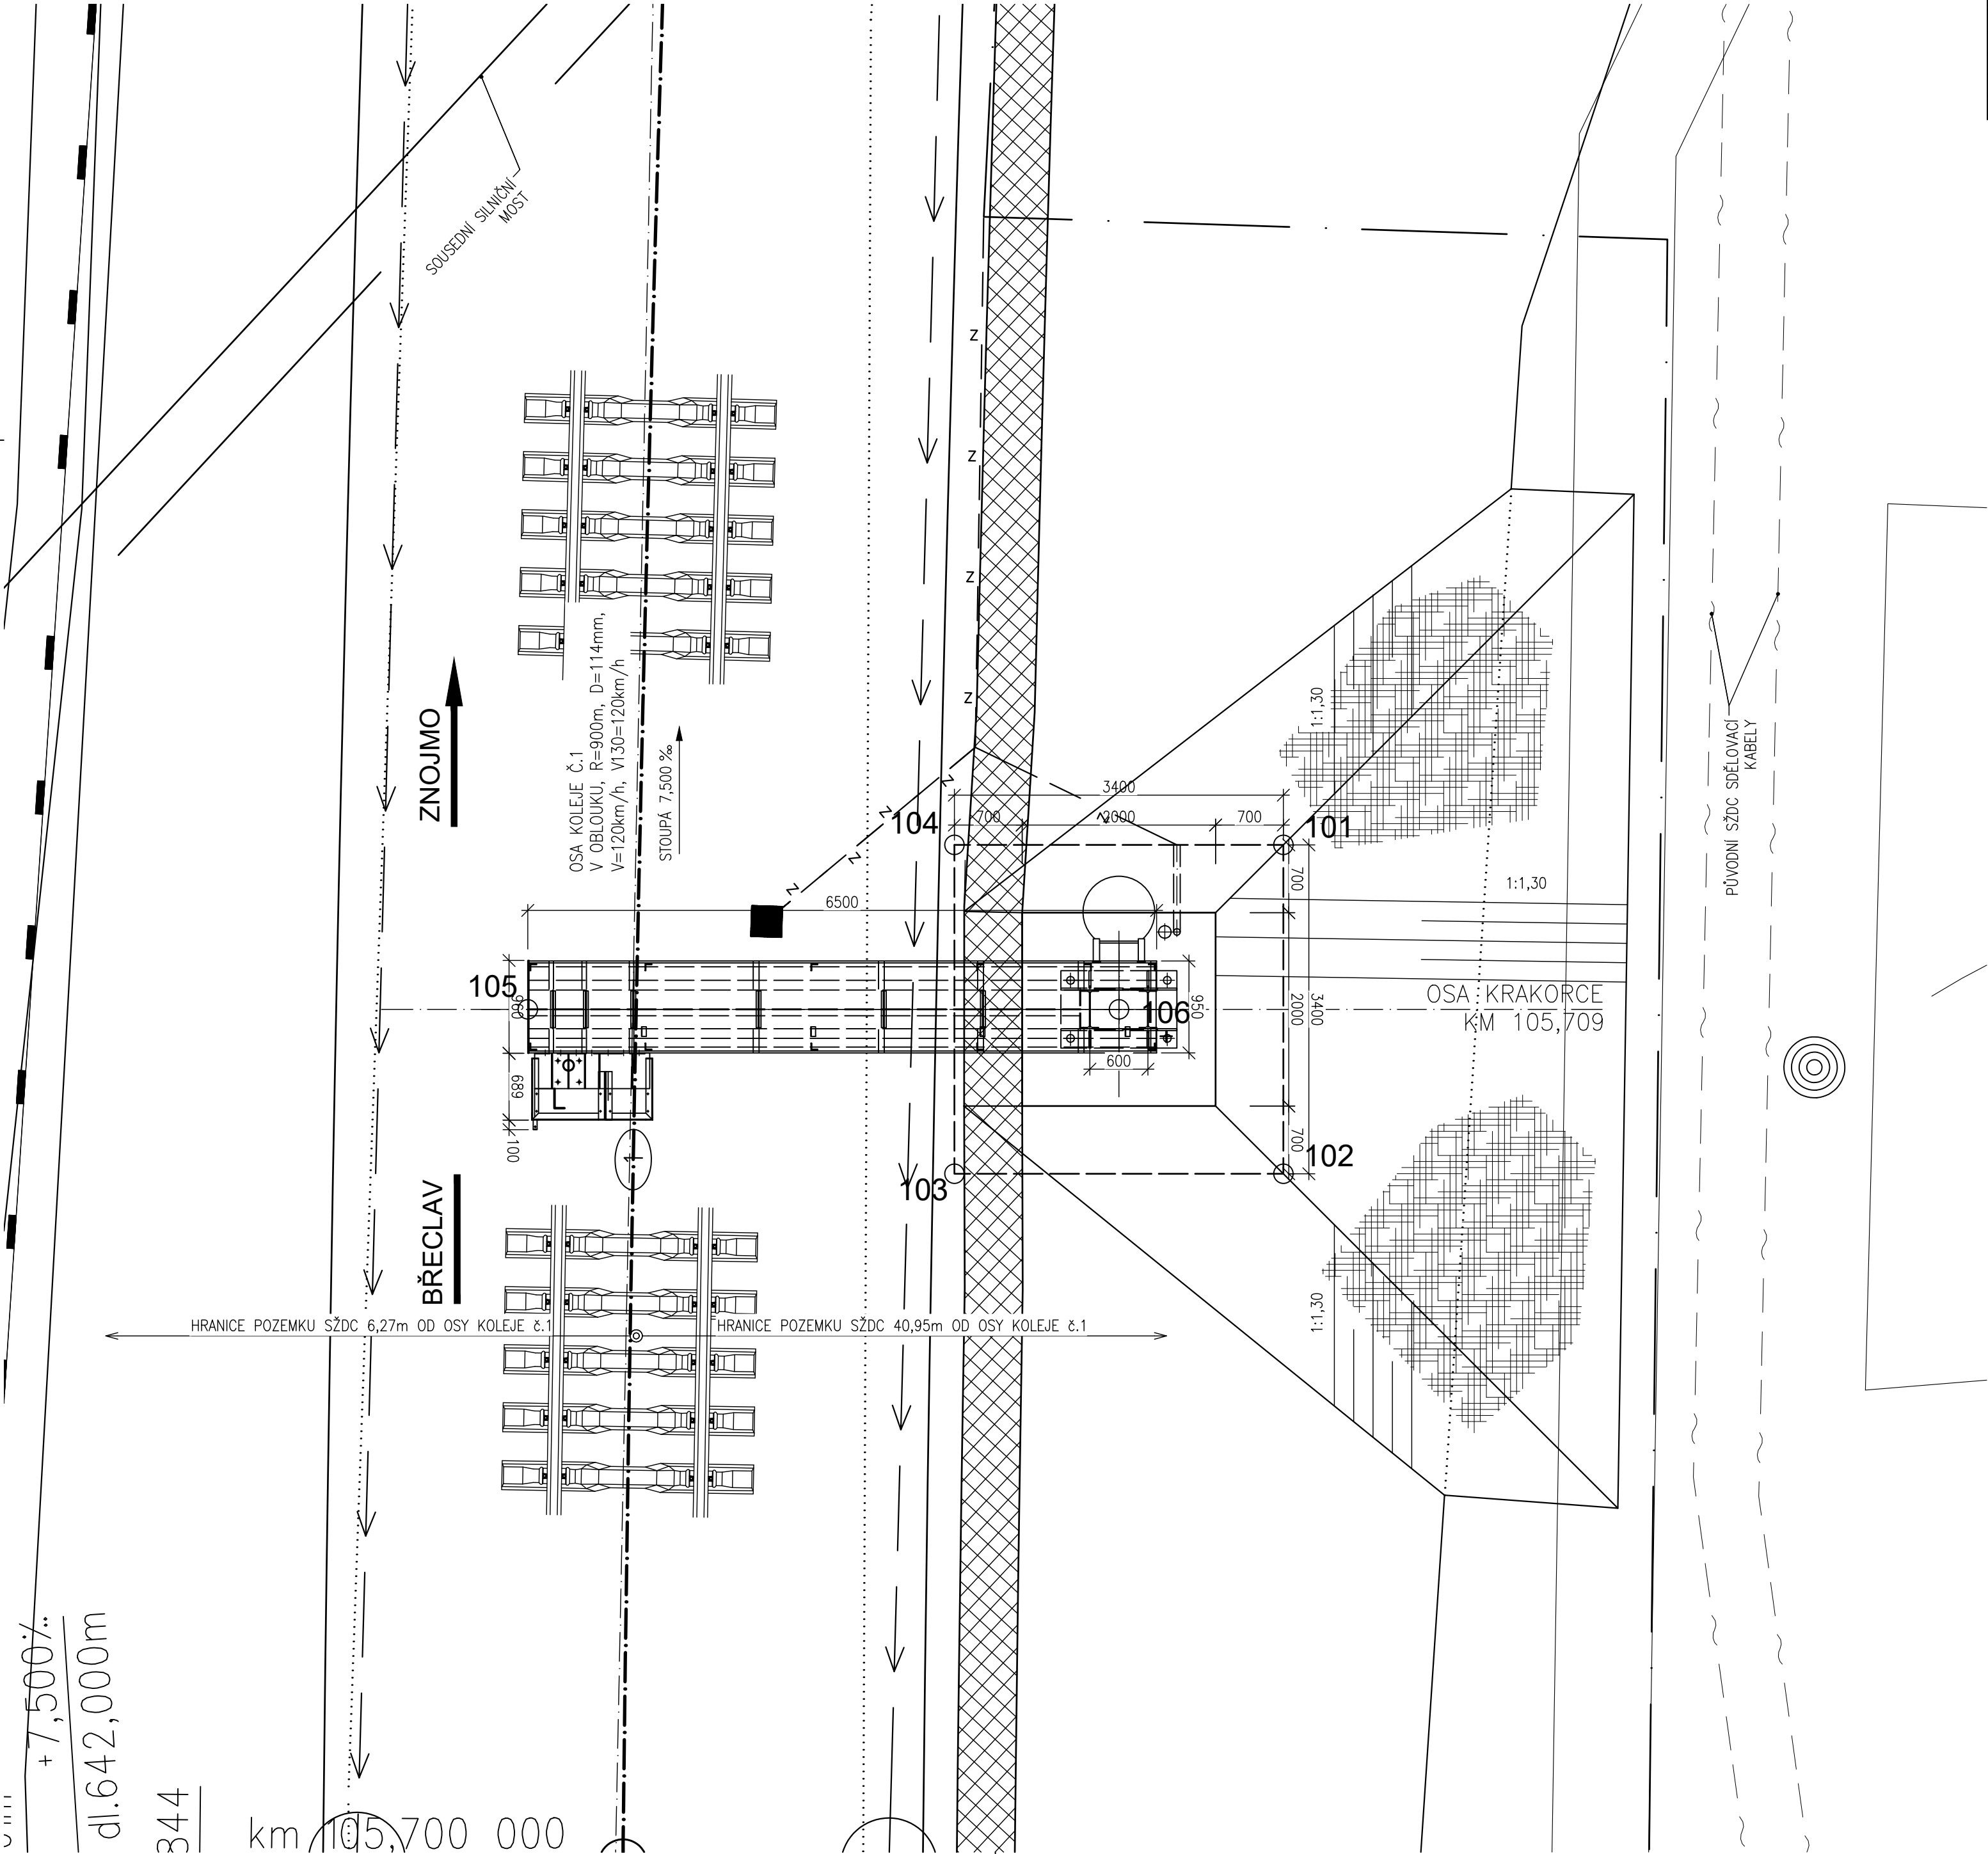 SOUSEDNÍ SILNIČNÍ
MOST
Z
Z
Z
Z
ZNOJMO
OSA KOLEJE Č.1
V OBLOUKU, R=900m, D=114mm,
V=120km/h, V130=120km/h
STOUPÁ 7,500 ‰
1:1,30
PŮVODNÍ SŽDC SDĚLOVACÍ
KABELY
Z
Z
Z
Z
Z
3400
700
2000
700
104
101
700
1:1,30
6500
105
960
106
950
2000
3400
OSA KRAKORCE
KM 105,709
600
689
100
1
700
102
103
BŘECLAV
1:1,30
HRANICE POZEMKU SŽDC 6,27m OD OSY KOLEJE č.1
HRANICE POZEMKU SŽDC 40,95m OD OSY KOLEJE č.1
+7,500‰
dl.642,000m
844
km 105,700 000